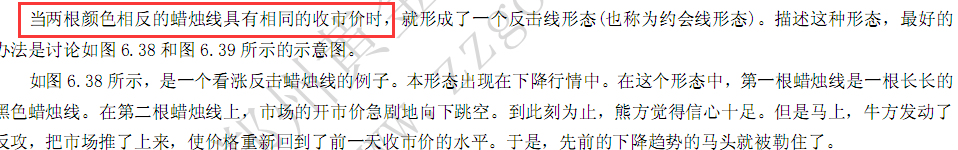 当两根颜色相反的蜡烛线具有相同的收市价时，就形成了一个反击线形态(也称为约会线形态)。描述这种形态，最好的
办法是讨论如图 6.38 和图 6.39 所示的示意图。
如图 6.38 所示，是一个看涨反击蜡烛线的例子。本形态出现在下降行情中。在这个形态中，第一根蜡烛线是一根长长的
黑色蜡烛线。在第二根蜡烛线上，市场的开市价急剧地向下跳空。到此刻为止，熊方觉得信心十足。但是马上，牛方发动了
反攻，把市场推了上来，使价格重新回到了前一天收市价的水平。于是，先前的下降趋势的马头就被勒住了。